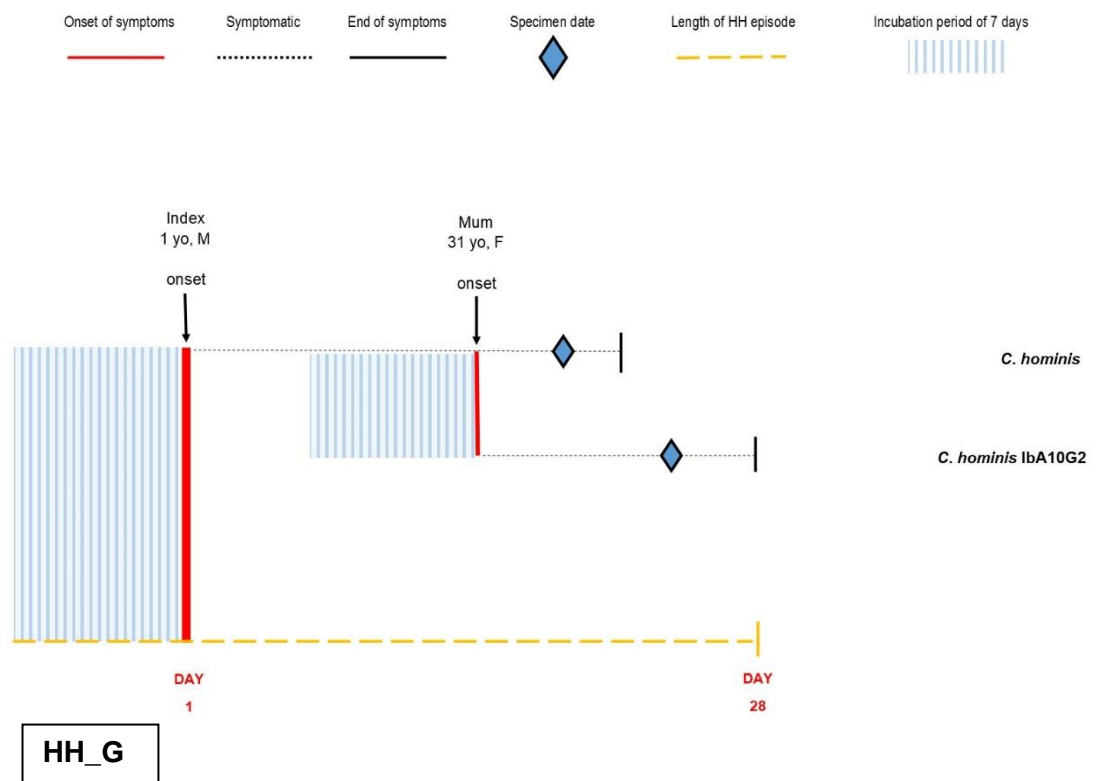 Onset of symptoms
Symptomatic
End of symptoms
Specimen date
Length of HH episode
Incubation period of 7 days
Index
1 yo, M
onset
Mum
31 yo, F
onset
C. hominis
C. hominis IbA10G2
DAY
1
DAY
28
HH_G